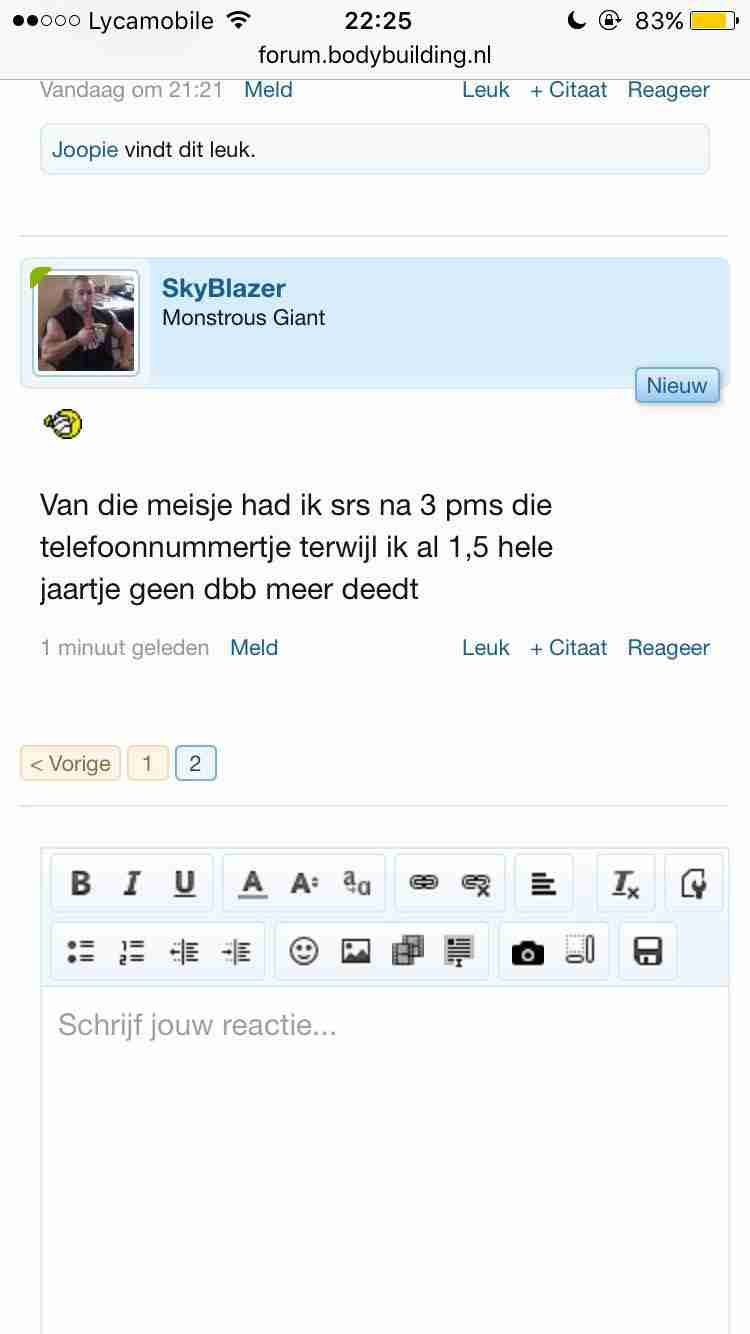 Lycamobile 22:25 83%
forum.bodybuilding.nl
Vandaag om 21:21 Meld Leuk + Citaat Reageer
Joopie vindt dit leuk.
SkyBlazer
Monstrous Giant
Nieuw
Van die meisje had ik srs na 3 pms die
telefoonnummertje terwijl ik al 1,5 hele
jaartje geen dbb meer deedt
1 minuut geleden Meld Leuk + Citaat Reageer
< Vorige 1 2
B I U A A a a Tx
Schrijf jouw reactie...